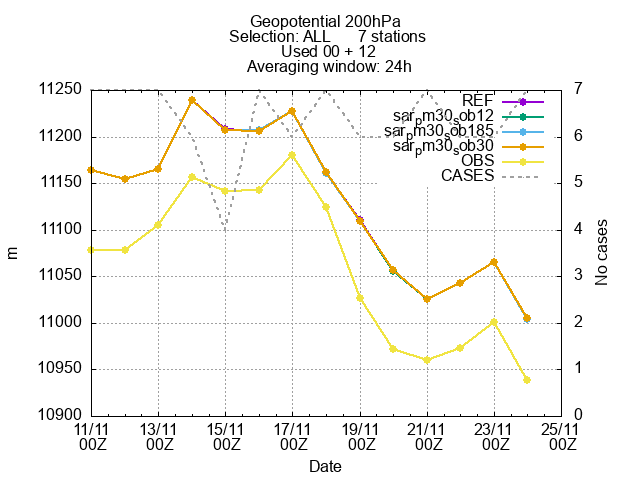 Geopotential 200hPa
Selection: ALL 7 stations
Used 00 + 12
Averaging window: 24h
11250
11200
11150
11100
11050
11000
10950
10900
m
7
6
5
4
3
2
1
0
No cases
REF
sar_pm30_sob12
sar_pm30_sob185
sar_pm30_sob30
OBS
CASES
11/11 13/11 15/11 17/11 19/11 21/11 23/11 25/11
00Z 00Z 00Z 00Z 00Z 00Z 00Z 00Z
Date